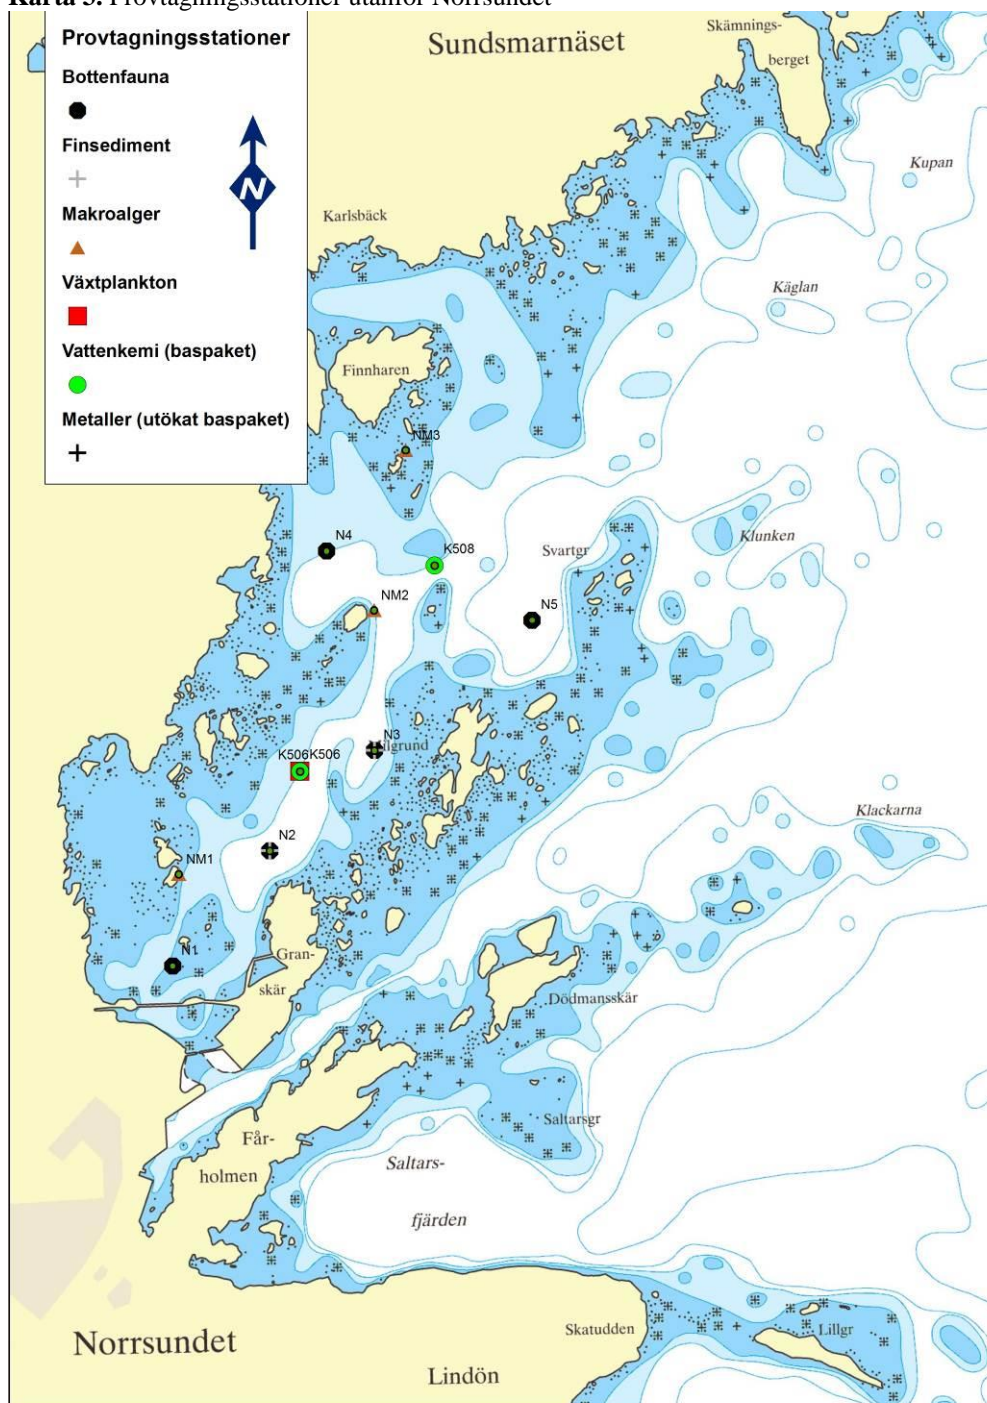 Karta 3. Provtagningsstationer utanför Norrsundet
Provtagningsstationer
Bottenfauna
Finsediment
Makroalger
Växtplankton
Vattenkemi (baspaket)
Metaller (utökat baspaket)
N
Sundsmarnäset
Skämnings-
berget
Kupan
Karlsbäck
Käglan
Finnharen
NM3
N4
K508
Svartgr
Klunken
NM2
N5
N3
K506K506
N2
Klackarna
NM1
N1
Gran-
skär
Dödmansskär
Saltarsgr
Får-
holmen
Saltars-
fjärden
Norrsundet
Skatudden
Lillgr
Lindön